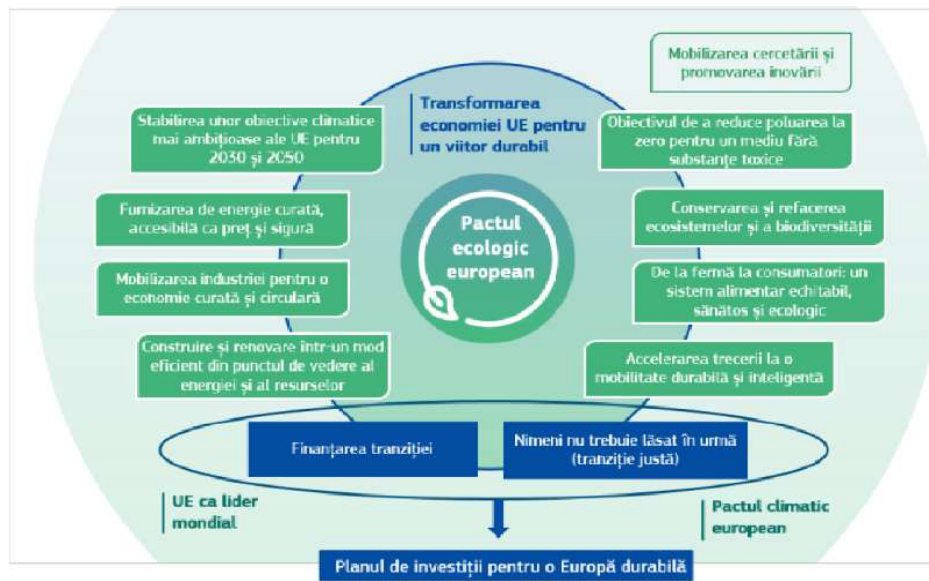 Mobilizarea cercetării și
promovarea inovării
Transformarea
economiei UE pentru
un viitor durabil
Stabilirea unor obiective climatice
mai ambițioase ale UE pentru
2030 și 2050
Obiectivul de a reduce poluarea la
zero pentru un mediu fără
substanțe toxice
Furnizarea de energie curată,
accesibilă ca preț și sigură
Pactul
ecologic
european
Conservarea și refacerea
ecosistemelor și a biodiversității
Mobilizarea industriei pentru o
economie curată și circulară
De la fermă la consumatori: un
sistem alimentar echitabil,
sănătos și ecologic
Construire și renovare într-un mod
eficient din punctul de vedere al
energiei și al resurselor
Accelerarea trecerii la o
mobilitate durabilă și inteligentă
Finanțarea tranziției
Nimeni nu trebuie lăsat în urmă
(tranziție justă)
UE ca lider
mondial
Pactul climatic
european
Planul de investiții pentru o Europă durabilă